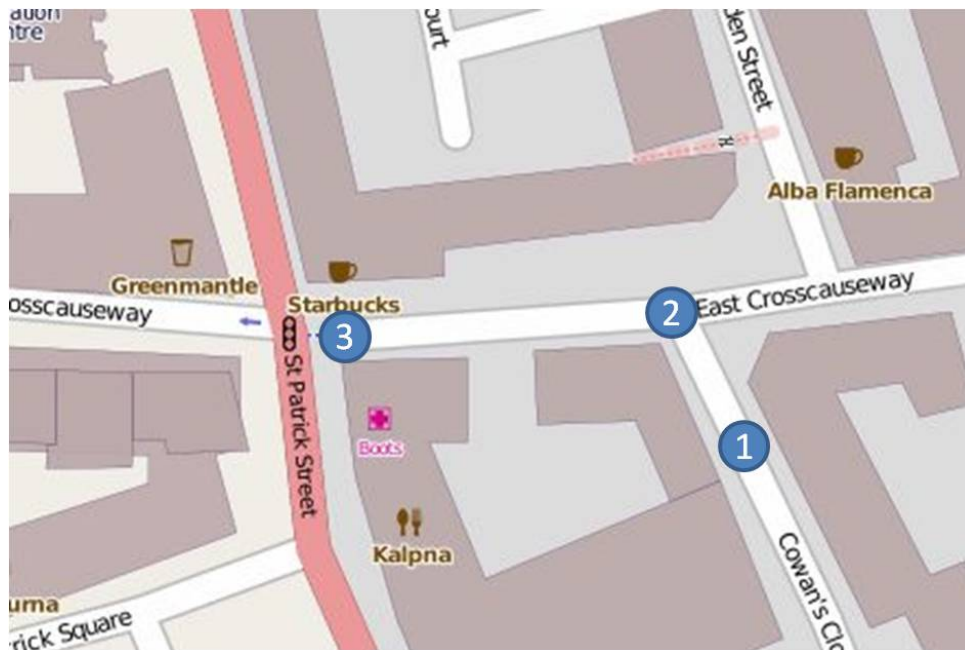 ation
ntre
ourt
den Street
Alba Flamenca
Greenmantle
Starbucks
osscauseway
3
2
East Crosscauseway
St Patrick Street
Boots
1
Kalpna
Cowan's Clo
urna
rick Square